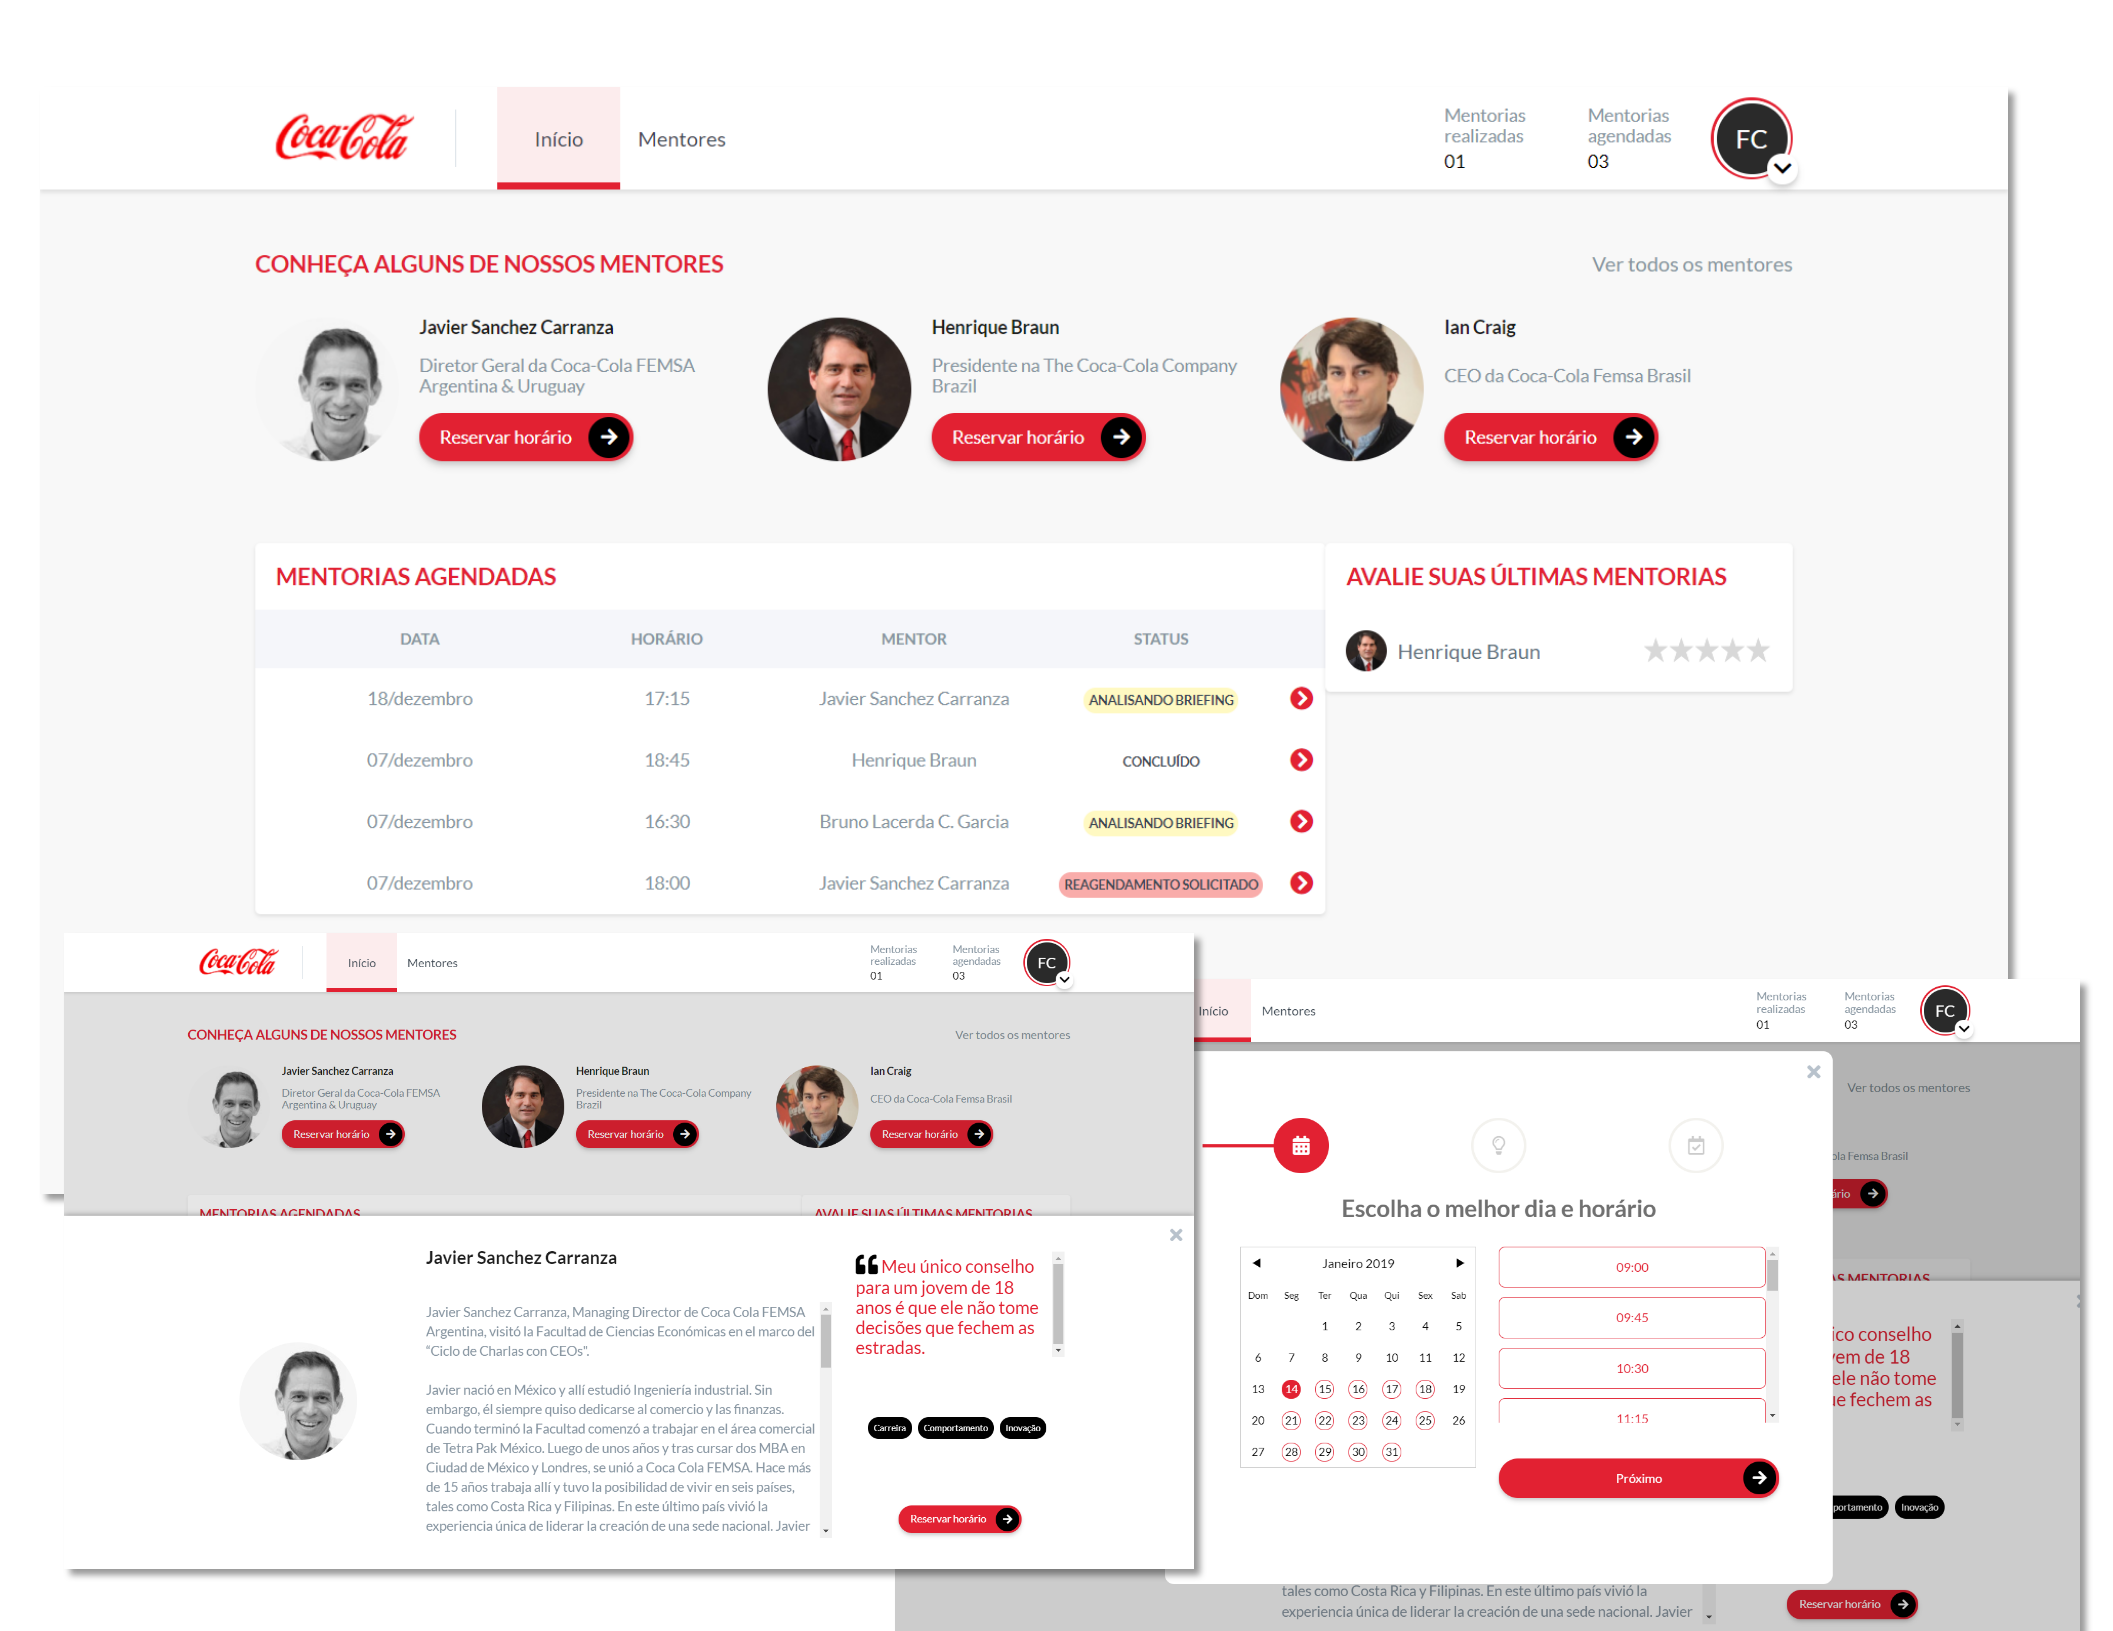 Coca-Cola
Início
Mentores
Mentorias
realizadas
01
Mentorias
agendadas
03
FC
CONHEÇA ALGUNS DE NOSSOS MENTORES
Ver todos os mentores
Javier Sanchez Carranza
Diretor Geral da Coca-Cola FEMSA
Argentina & Uruguay
Reservar horário
Henrique Braun
Presidente na The Coca-Cola Company
Brazil
Reservar horário
Ian Craig
CEO da Coca-Cola Femsa Brasil
Reservar horário
MENTORIAS AGENDADAS
DATA HORÁRIO MENTOR STATUS
18/dezembro 17:15 Javier Sanchez Carranza ANALISANDO BRIEFING
07/dezembro 18:45 Henrique Braun CONCLUÍDO
07/dezembro 16:30 Bruno Lacerda C. Garcia ANALISANDO BRIEFING
07/dezembro 18:00 Javier Sanchez Carranza REAGENDAMENTO SOLICITADO
AVALIE SUAS ÚLTIMAS MENTORIAS
Henrique Braun
Coca-Cola
Início
Mentores
Mentorias
realizadas
01
Mentorias
agendadas
03
FC
CONHEÇA ALGUNS DE NOSSOS MENTORES
Ver todos os mentores
Javier Sanchez Carranza
Diretor Geral da Coca-Cola FEMSA
Argentina & Uruguay
Reservar horário
Henrique Braun
Presidente na The Coca-Cola Company
Brazil
Reservar horário
Ian Craig
CEO da Coca-Cola Femsa Brasil
Reservar horário
MENTORIAS AGENDADAS
AVALIE SUAS ÚLTIMAS MENTORIAS
Javier Sanchez Carranza
Javier Sanchez Carranza, Managing Director de Coca Cola FEMSA
Argentina, visitó la Facultad de Ciencias Económicas en el marco del
“Ciclo de Charlas con CEOs”.
Javier nació en México y allí estudió Ingeniería industrial. Sin
embargo, él siempre quiso dedicarse al comercio y las finanzas.
Cuando terminó la Facultad comenzó a trabajar en el área comercial
de Tetra Pak México. Luego de unos años y tras cursar dos MBA en
Ciudad de México y Londres, se unió a Coca Cola FEMSA. Hace más
de 15 años trabaja allí y tuvo la posibilidad de vivir en seis países,
tales como Costa Rica y Filipinas. En este último país vivió la
experiencia única de liderar la creación de una sede nacional. Javier
Meu único conselho
para um jovem de 18
anos é que ele não tome
decisões que fechem as
estradas.
Carreira Comportamento Inovação
Reservar horário
Início
Mentores
Mentorias
realizadas
01
Mentorias
agendadas
03
FC
Ver todos os mentores
ola Femsa Brasil
ário
S MENTORIAS
Escolha o melhor dia e horário
Janeiro 2019
Dom Seg Ter Qua Qui Sex Sab
1 2 3 4 5
6 7 8 9 10 11 12
13 14 15 16 17 18 19
20 21 22 23 24 25 26
27 28 29 30 31
09:00
09:45
10:30
11:15
Próximo
ico conselho
vem de 18
ele não tome
ue fechem as
portamento Inovação
tales como Costa Rica y Filipinas. En este último país vivió la
experiencia única de liderar la creación de una sede nacional. Javier
Reservar horário